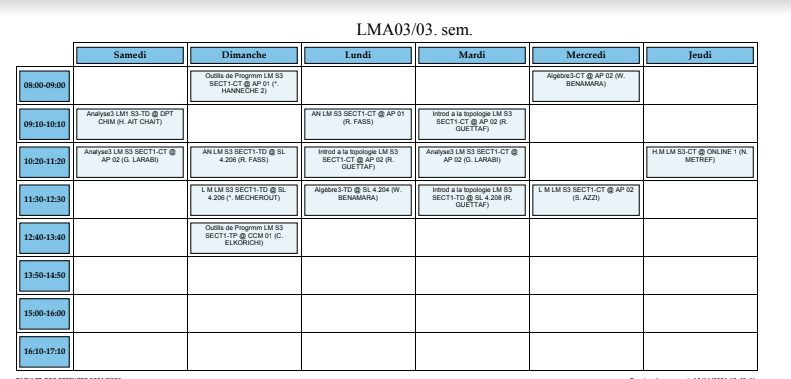 LMA03/03. sem.
Samedi Dimanche Lundi Mardi Mercredi Jeudi
08:00-09:00
Outils de Progrmm LM S3
SECT1-CT @ AP 01 (*.
HANNECHE 2)
Algèbre3-CT @ AP 02 (W.
BENAMARA)
09:10-10:10
Analyse3 LM1 S3-TD @ DPT
CHIM (H. AIT CHAIT)
AN LM S3 SECT1-CT @ AP 01
(R. FASS)
Introd a la topologie LM S3
SECT1-CT @ AP 02 (R.
GUETTAF)
10:20-11:20
Analyse3 LM S3 SECT1-CT @
AP 02 (G. LARABI)
AN LM S3 SECT1-TD @ SL
4.206 (R. FASS)
Introd a la topologie LM S3
SECT1-CT @ AP 02 (R.
GUETTAF)
Analyse3 LM S3 SECT1-CT @
AP 02 (G. LARABI)
H.M LM S3-CT @ ONLINE 1 (N.
METREF)
11:30-12:30
L M LM S3 SECT1-TD @ SL
4.206 (*. MECHEROUT)
Algèbre3-TD @ SL 4.204 (W.
BENAMARA)
Introd a la topologie LM S3
SECT1-TD @ SL 4.208 (R.
GUETTAF)
L M LM S3 SECT1-CT @ AP 02
(S. AZZI)
12:40-13:40
Outils de Progrmm LM S3
SECT1-TP @ CCM 01 (C.
ELKORICHI)
13:50-14:50
15:00-16:00
16:10-17:10